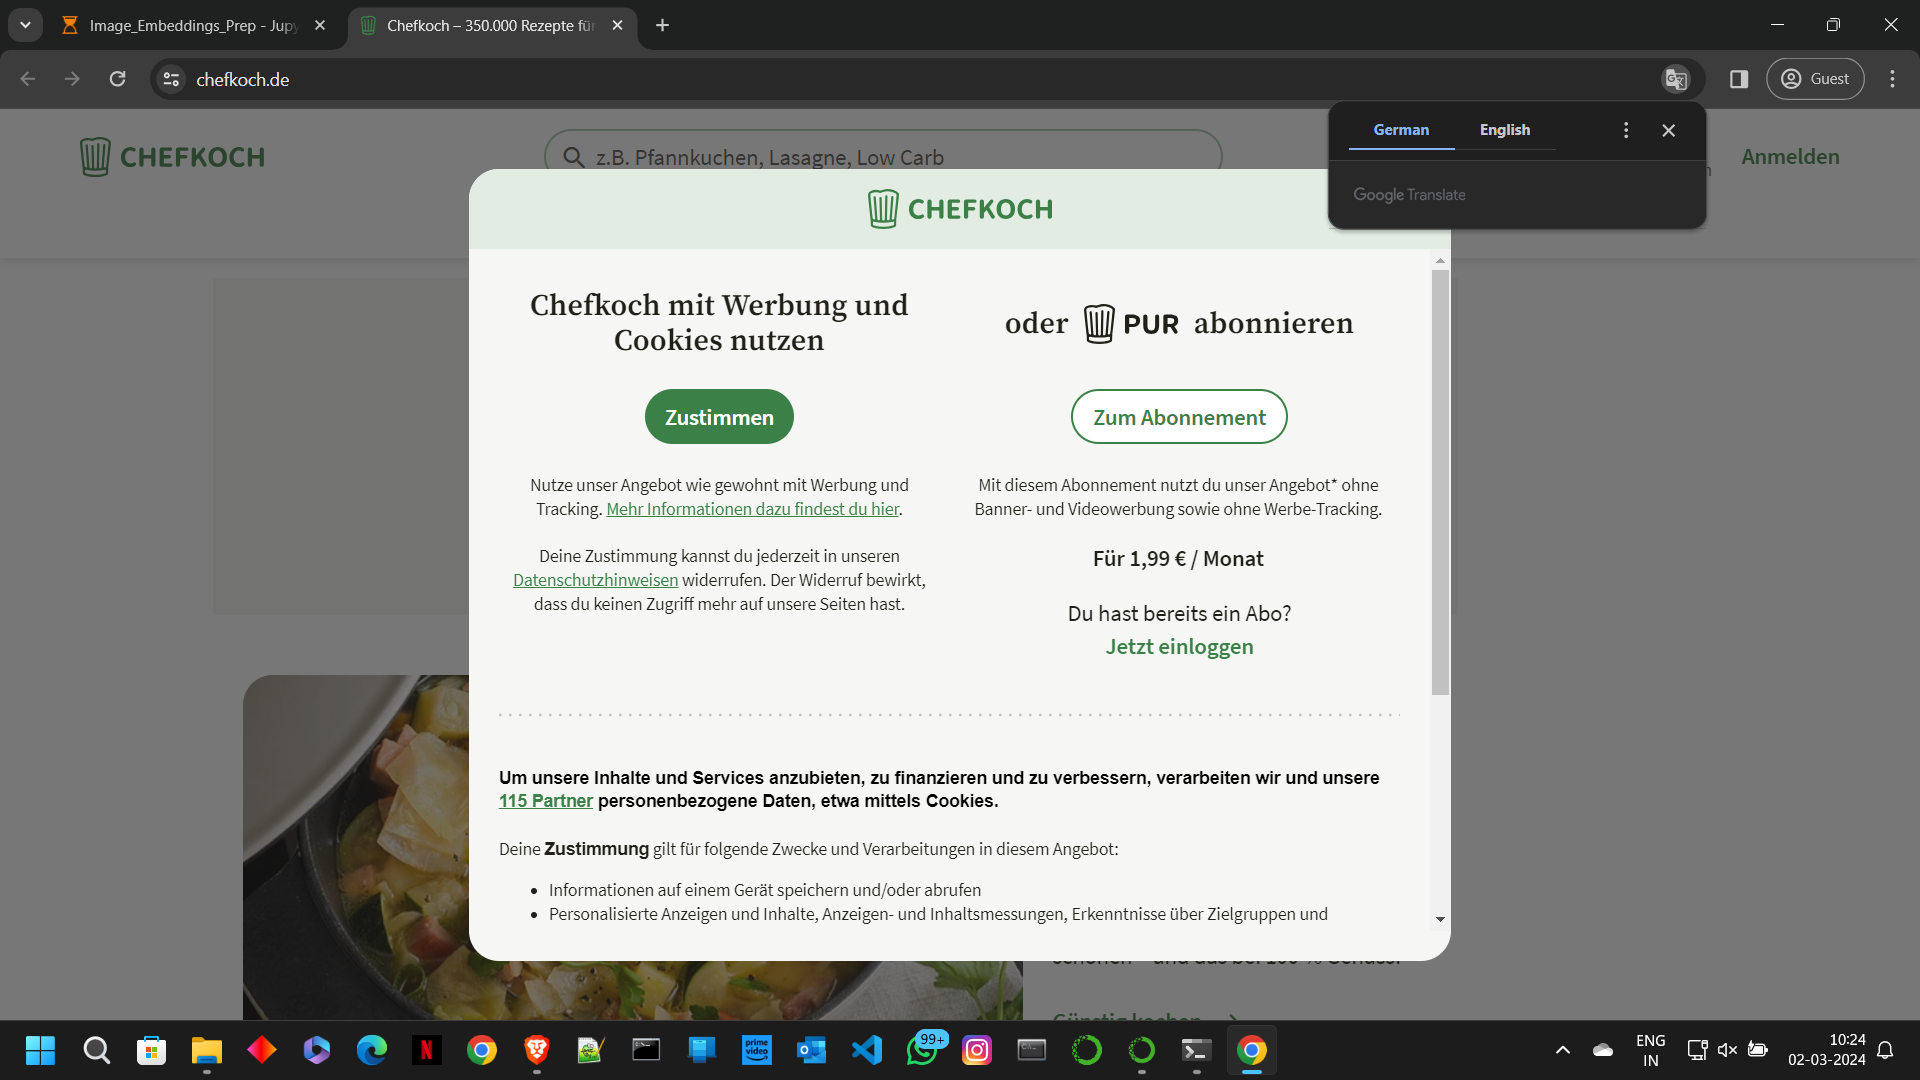 Image_Embeddings_Prep - Jupy
Chefkoch – 350.000 Rezepte für
chefkoch.de
Guest
German
English
Google Translate
CHEFKOCH
z.B. Pfannkuchen, Lasagne, Low Carb
Anmelden
CHEFKOCH
Chefkoch mit Werbung und
Cookies nutzen
Zustimmen
Nutze unser Angebot wie gewohnt mit Werbung und
Tracking. Mehr Informationen dazu findest du hier.
Deine Zustimmung kannst du jederzeit in unseren
Datenschutzhinweisen widerrufen. Der Widerruf bewirkt,
dass du keinen Zugriff mehr auf unsere Seiten hast.
oder PUR abonnieren
Zum Abonnement
Mit diesem Abonnement nutzt du unser Angebot* ohne
Banner- und Videowerbung sowie ohne Werbe-Tracking.
Für 1,99 € / Monat
Du hast bereits ein Abo?
Jetzt einloggen
Um unsere Inhalte und Services anzubieten, zu finanzieren und zu verbessern, verarbeiten wir und unsere
115 Partner personenbezogene Daten, etwa mittels Cookies.
Deine Zustimmung gilt für folgende Zwecke und Verarbeitungen in diesem Angebot:
• Informationen auf einem Gerät speichern und/oder abrufen
• Personalisierte Anzeigen und Inhalte, Anzeigen- und Inhaltsmessungen, Erkenntnisse über Zielgruppen und
Günstig kochen
N
prime
video
99+
ENG
IN
10:24
02-03-2024